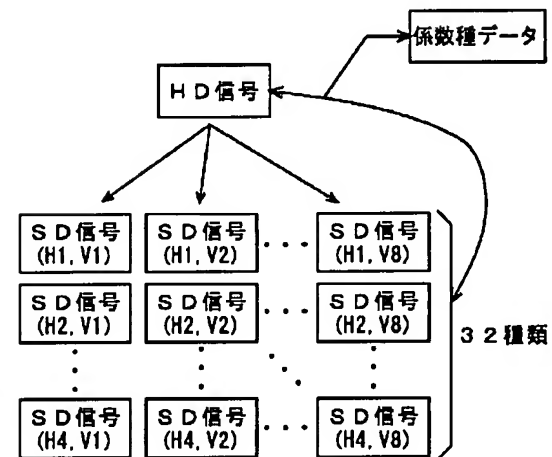 係数種データ
HD信号
SD信号 SD信号 ・・・ SD信号
(H1, V1) (H1, V2) (H1, V8)
SD信号 SD信号 ・・・ SD信号
(H2, V1) (H2, V2) (H2, V8)
32種類
SD信号 SD信号 ・・・ SD信号
(H4, V1) (H4, V2) (H4, V8)